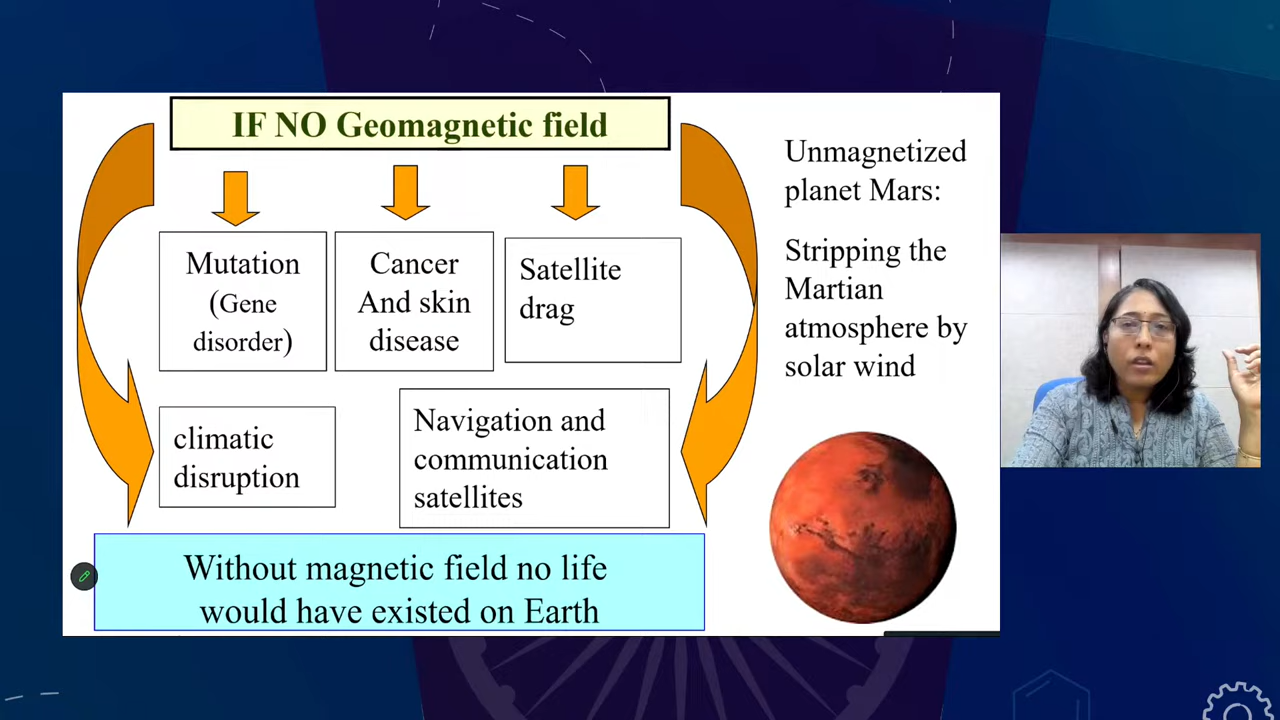 IF NO Geomagnetic field
Mutation
(Gene
disorder)
Cancer
And skin
disease
Satellite
drag
climatic
disruption
Navigation and
communication
satellites
Without magnetic field no life
would have existed on Earth
Unmagnetized
planet Mars:
Stripping the
Martian
atmosphere by
solar wind